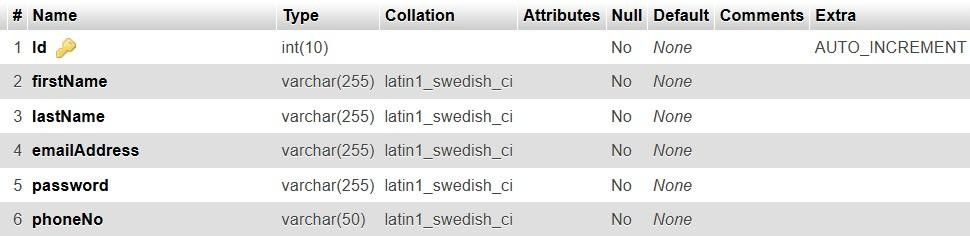 # Name Type Collation Attributes Null Default Comments Extra
1 Id int(10) No None AUTO_INCREMENT
2 firstName varchar(255) latin1_swedish_ci No None
3 lastName varchar(255) latin1_swedish_ci No None
4 emailAddress varchar(255) latin1_swedish_ci No None
5 password varchar(255) latin1_swedish_ci No None
6 phoneNo varchar(50) latin1_swedish_ci No None